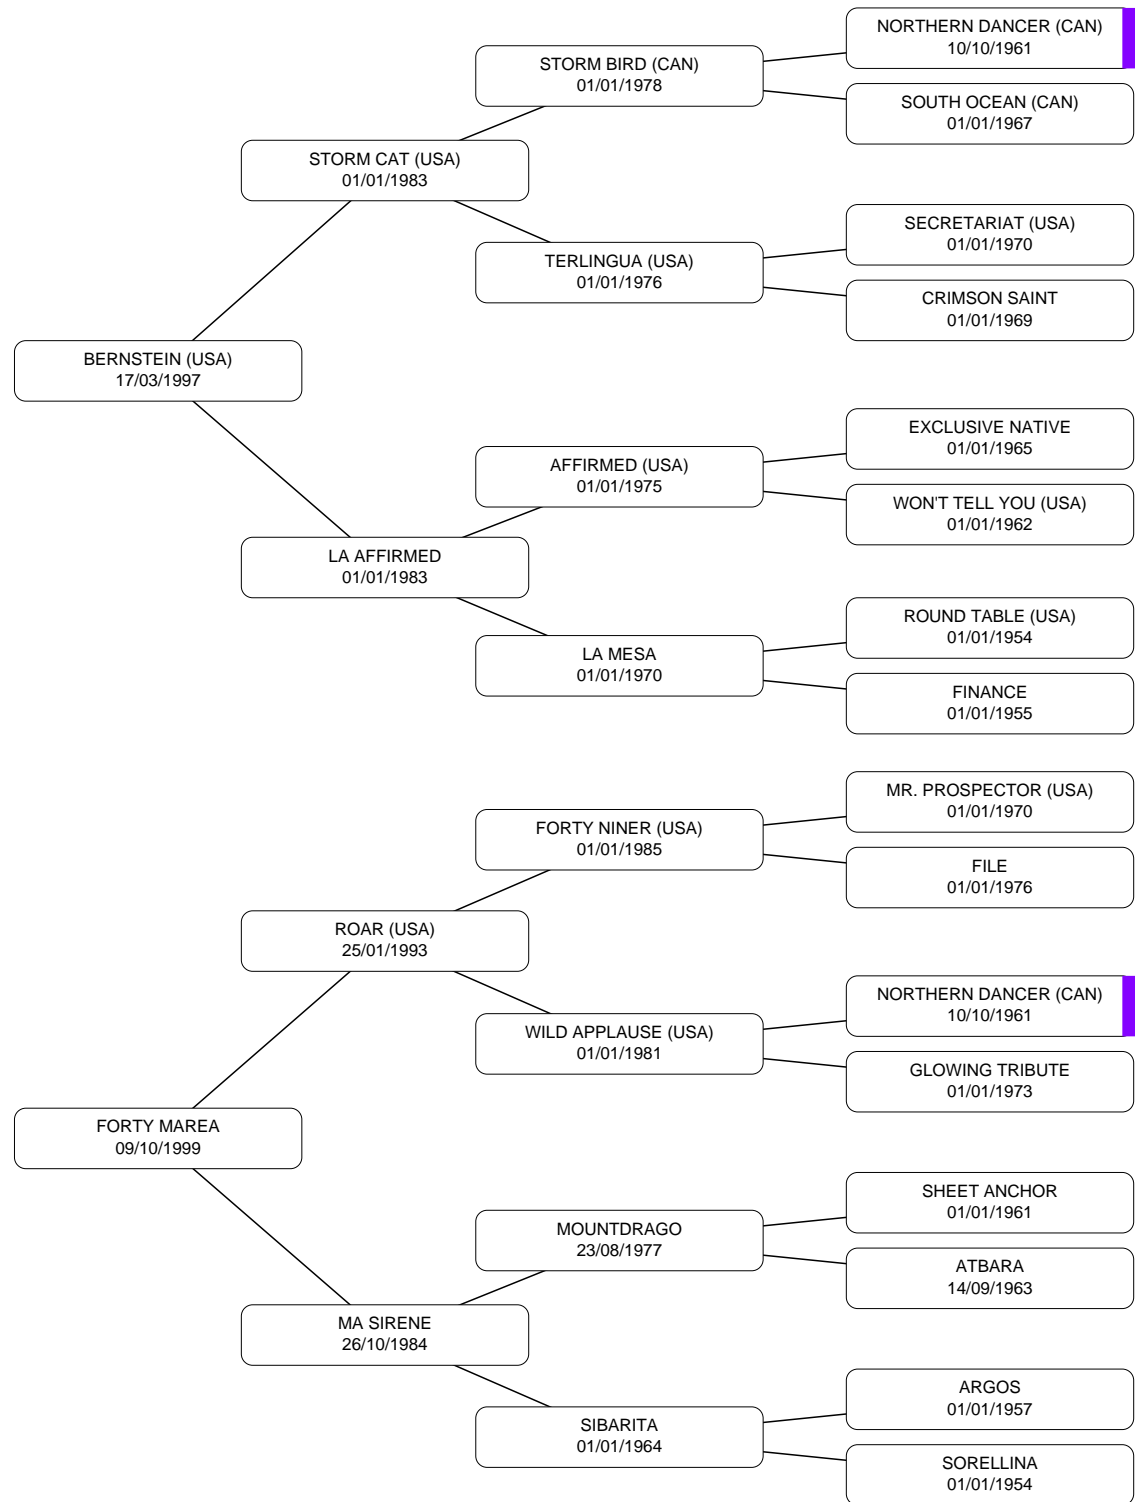 NORTHERN DANCER (CAN)
10/10/1961
STORM BIRD (CAN)
01/01/1978
SOUTH OCEAN (CAN)
01/01/1967
STORM CAT (USA)
01/01/1983
SECRETARIAT (USA)
01/01/1970
TERLINGUA (USA)
01/01/1976
CRIMSON SAINT
01/01/1969
BERNSTEIN (USA)
17/03/1997
EXCLUSIVE NATIVE
01/01/1965
AFFIRMED (USA)
01/01/1975
WON'T TELL YOU (USA)
01/01/1962
LA AFFIRMED
01/01/1983
ROUND TABLE (USA)
01/01/1954
LA MESA
01/01/1970
FINANCE
01/01/1955
MR. PROSPECTOR (USA)
01/01/1970
FORTY NINER (USA)
01/01/1985
FILE
01/01/1976
ROAR (USA)
25/01/1993
NORTHERN DANCER (CAN)
10/10/1961
WILD APPLAUSE (USA)
01/01/1981
GLOWING TRIBUTE
01/01/1973
FORTY MAREA
09/10/1999
SHEET ANCHOR
01/01/1961
MOUNTDRAGO
23/08/1977
ATBARA
14/09/1963
MA SIRENE
26/10/1984
ARGOS
01/01/1957
SIBARITA
01/01/1964
SORELLINA
01/01/1954